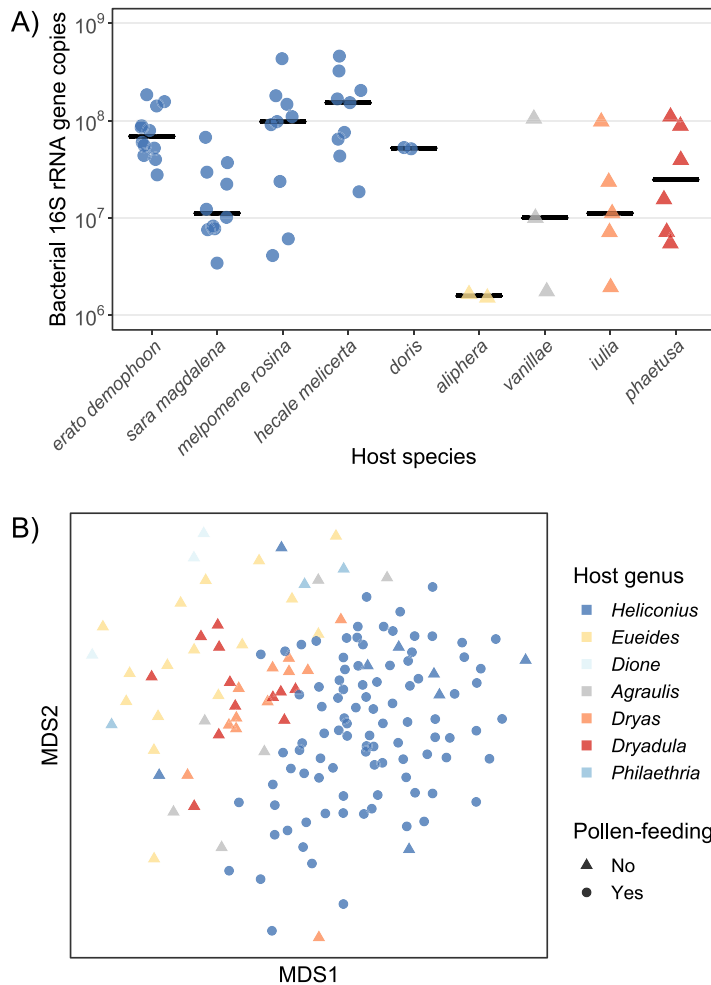 A)
Bacterial 16S rRNA gene copies
10⁹
10⁸
10⁷
10⁶
erato demophoon
sara magdalena
melpomene rosina
hecale melicerta
doris
aliphera
vanillae
iulia
phaetusa
Host species
B)
MDS2
MDS1
Host genus
Heliconius
Eueides
Dione
Agraulis
Dryas
Dryadula
Philaethria
Pollen-feeding
No
Yes